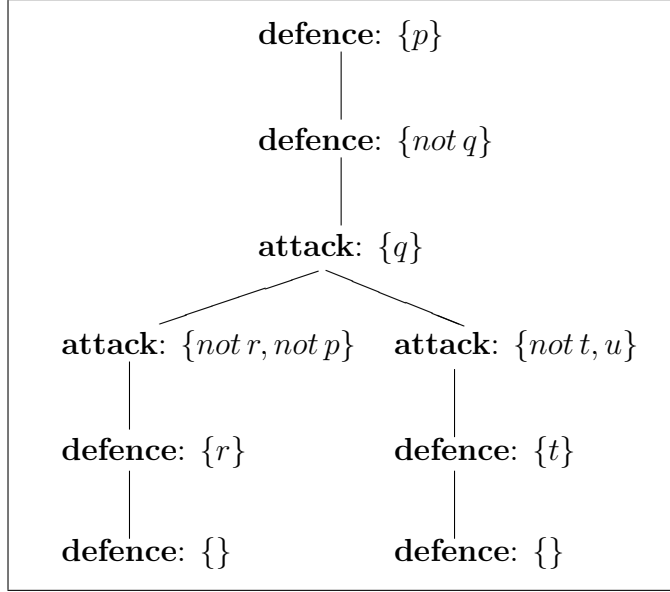 defence: {p}
defence: {not q}
attack: {q}
attack: {not r, not p} attack: {not t, u}
defence: {r} defence: {t}
defence: {} defence: {}